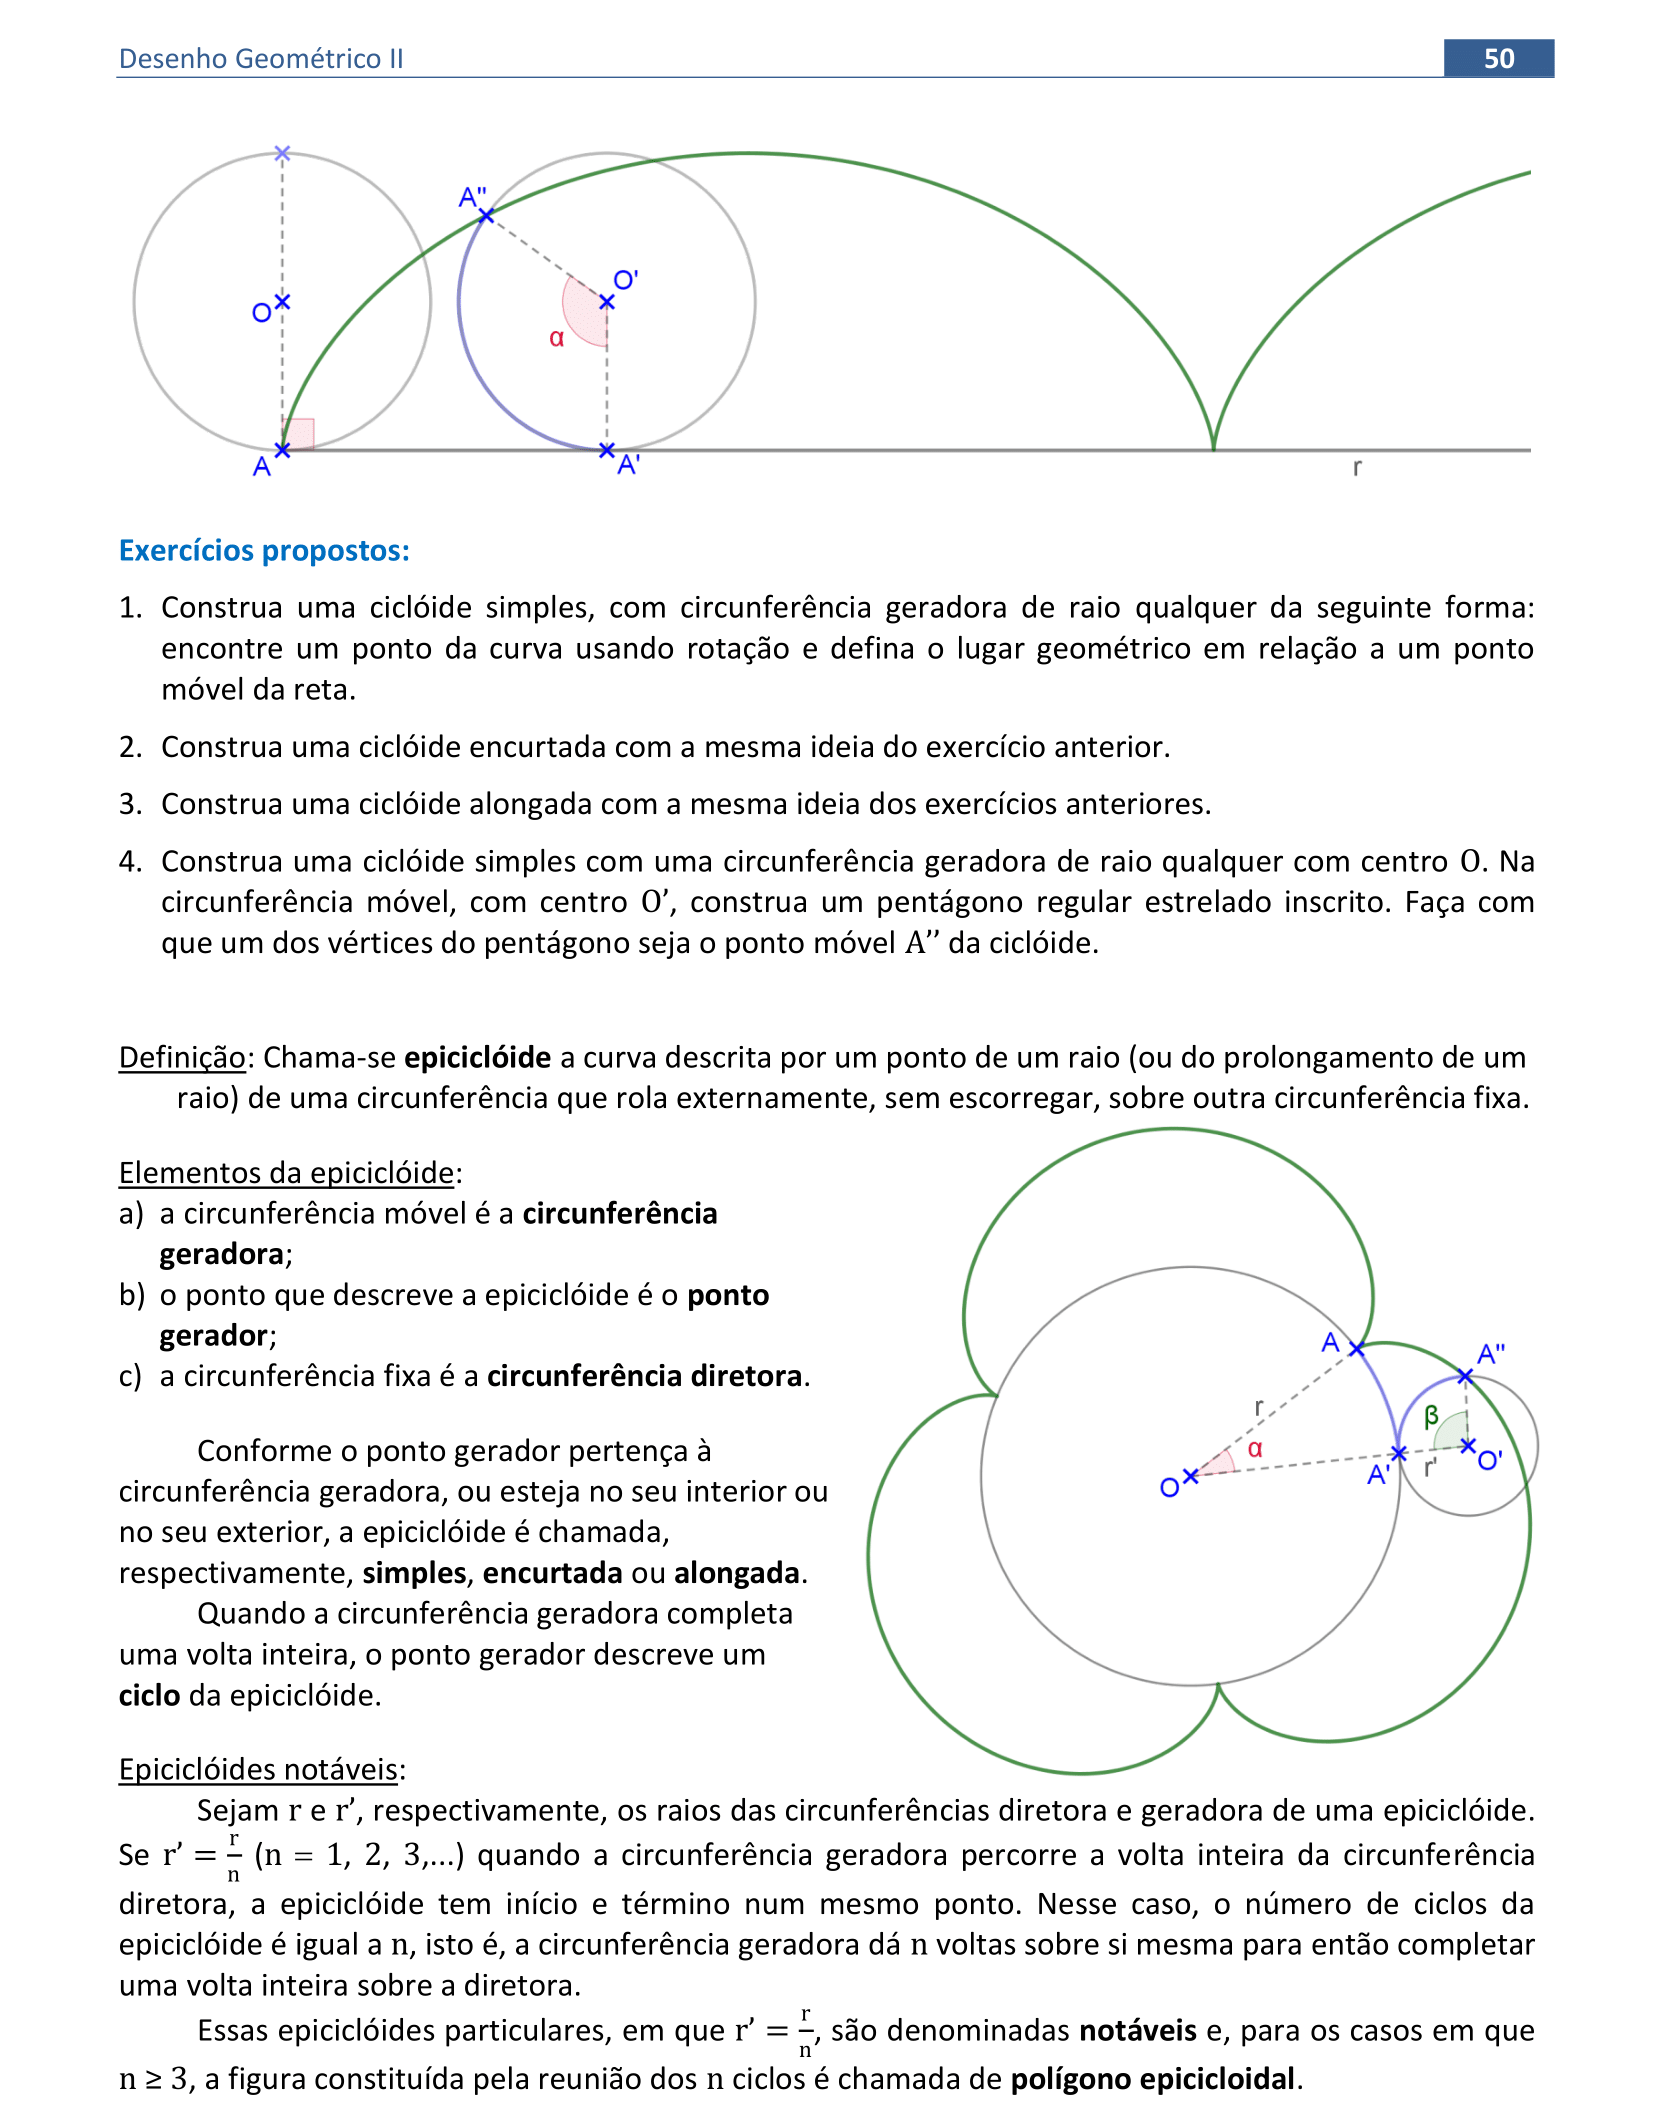 Desenho Geométrico II
50
A"
O'
O
α
A
A'
r
Exercícios propostos:
1. Construa uma ciclóide simples, com circunferência geradora de raio qualquer da seguinte forma:
encontre um ponto da curva usando rotação e defina o lugar geométrico em relação a um ponto
móvel da reta.
2. Construa uma ciclóide encurtada com a mesma ideia do exercício anterior.
3. Construa uma ciclóide alongada com a mesma ideia dos exercícios anteriores.
4. Construa uma ciclóide simples com uma circunferência geradora de raio qualquer com centro O. Na
circunferência móvel, com centro O’, construa um pentágono regular estrelado inscrito. Faça com
que um dos vértices do pentágono seja o ponto móvel A’’ da ciclóide.
Definição: Chama-se epiciclóide a curva descrita por um ponto de um raio (ou do prolongamento de um
raio) de uma circunferência que rola externamente, sem escorregar, sobre outra circunferência fixa.
Elementos da epiciclóide:
a) a circunferência móvel é a circunferência
geradora;
b) o ponto que descreve a epiciclóide é o ponto
gerador;
c) a circunferência fixa é a circunferência diretora.
Conforme o ponto gerador pertença à
circunferência geradora, ou esteja no seu interior ou
no seu exterior, a epiciclóide é chamada,
respectivamente, simples, encurtada ou alongada.
Quando a circunferência geradora completa
uma volta inteira, o ponto gerador descreve um
ciclo da epiciclóide.
A
A"
r
β
α
O'
r'
A'
O
Epiciclóides notáveis:
Sejam r e r’, respectivamente, os raios das circunferências diretora e geradora de uma epiciclóide.
Se r’ = r/n (n = 1, 2, 3,...) quando a circunferência geradora percorre a volta inteira da circunferência
diretora, a epiciclóide tem início e término num mesmo ponto. Nesse caso, o número de ciclos da
epiciclóide é igual a n, isto é, a circunferência geradora dá n voltas sobre si mesma para então completar
uma volta inteira sobre a diretora.
Essas epiciclóides particulares, em que r’ = r/n, são denominadas notáveis e, para os casos em que
n ≥ 3, a figura constituída pela reunião dos n ciclos é chamada de polígono epicicloidal.